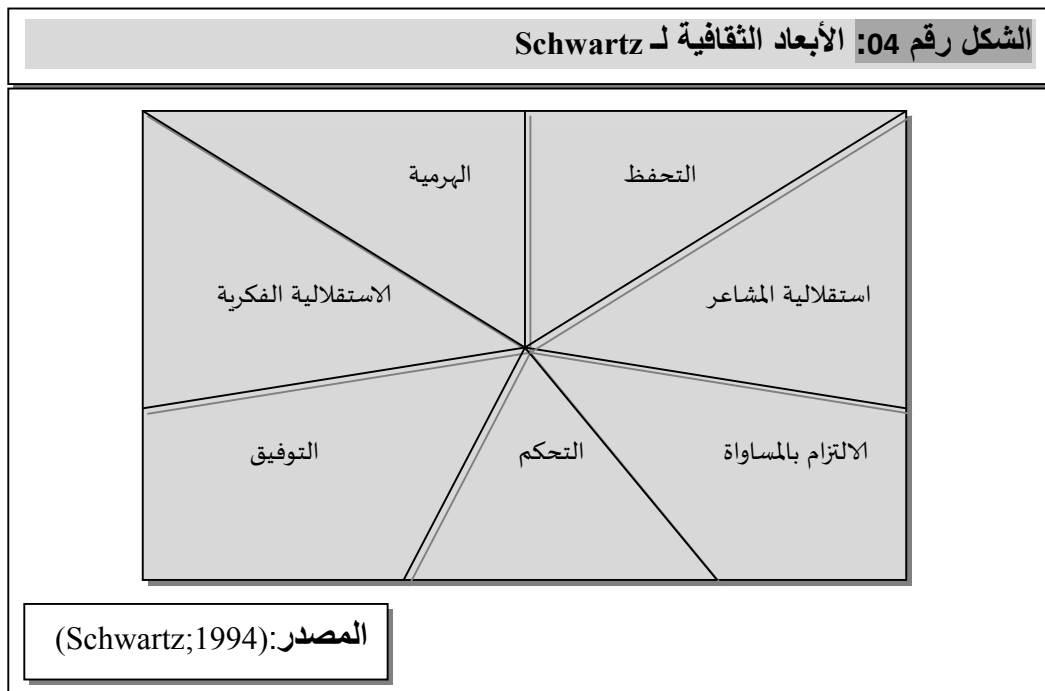 الشكل رقم 04: الأبعاد الثقافية لـ Schwartz
التحفظ
الهرمية
استقلالية المشاعر
الاستقلالية الفكرية
الالتزام بالمساواة
التحكم
التوفيق
المصدر:(Schwartz;1994)